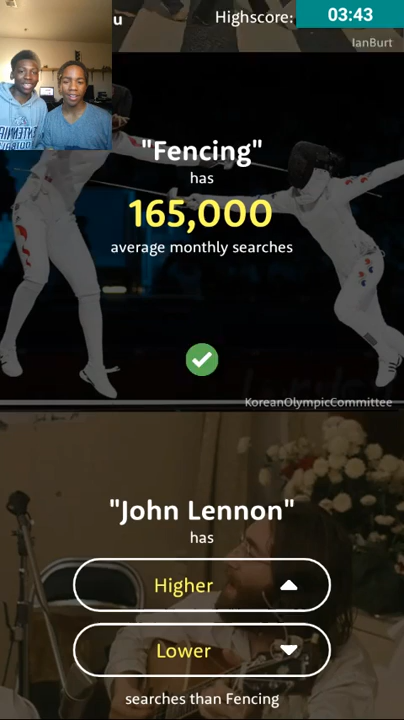 u
Highscore:
03:43
IanBurt
"Fencing"
has
165,000
average monthly searches
KoreanOlympicCommittee
"John Lennon"
has
Higher
Lower
searches than Fencing